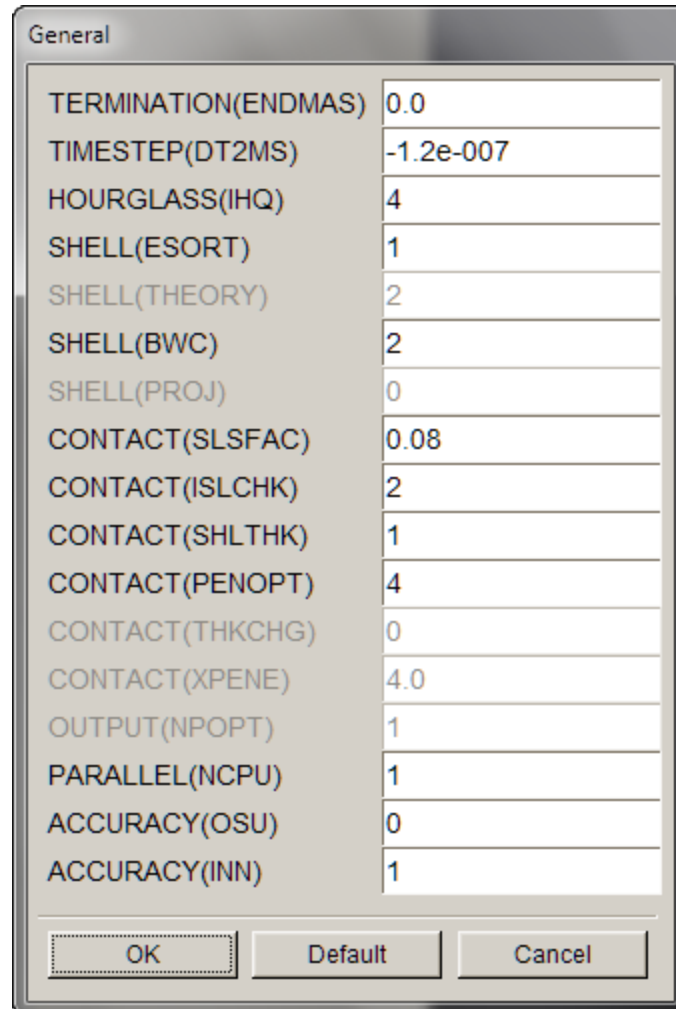 General
TERMINATION(ENDMAS) 0.0
TIMESTEP(DT2MS) -1.2e-007
HOURGLASS(IHQ) 4
SHELL(ESORT) 1
SHELL(THEORY) 2
SHELL(BWC) 2
SHELL(PROJ) 0
CONTACT(SLSFAC) 0.08
CONTACT(ISLCHK) 2
CONTACT(SHLTHK) 1
CONTACT(PENOPT) 4
CONTACT(THKCHG) 0
CONTACT(XPENE) 4.0
OUTPUT(NPOPT) 1
PARALLEL(NCPU) 1
ACCURACY(OSU) 0
ACCURACY(INN) 1
OK Default Cancel